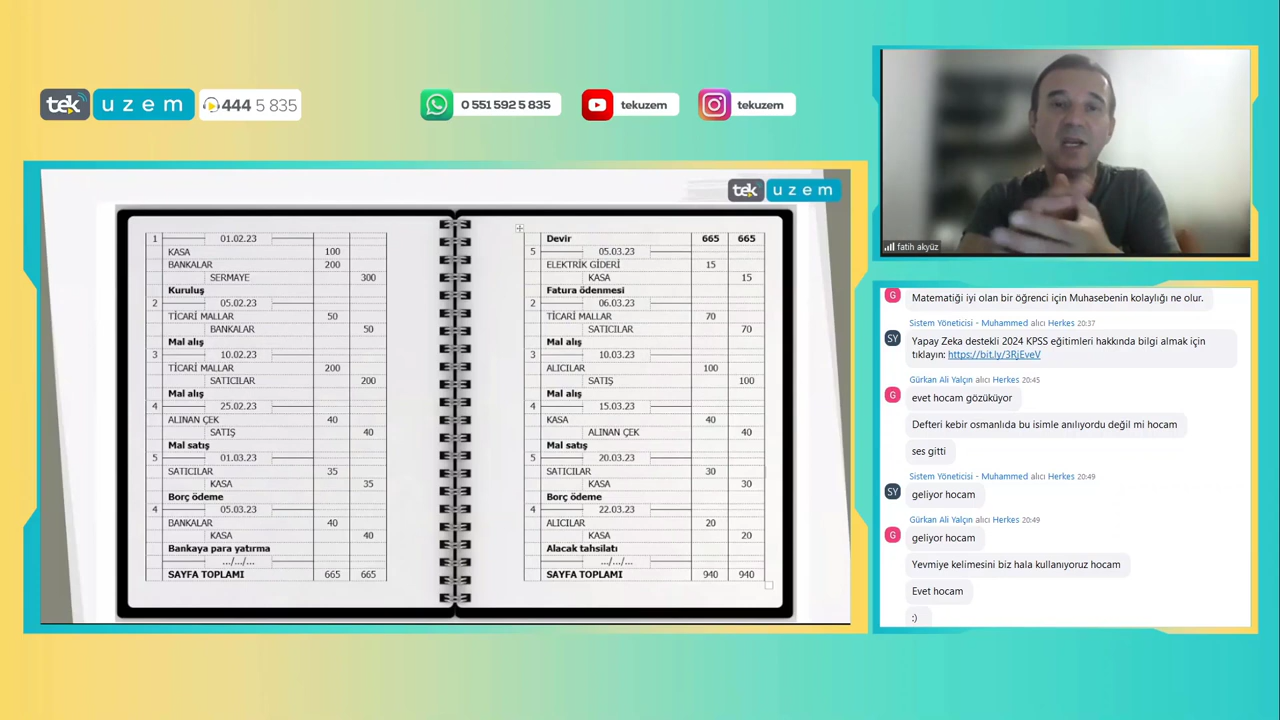 tek uzem 444 5 835
0 551 592 5 835
tekuzem
tekuzem
tek uzem
1 01.02.23
KASA 100
BANKALAR 200
SERMAYE 300
Kuruluş
2 05.02.23
TİCARİ MALLAR 50
BANKALAR 50
Mal alış
3 10.02.23
TİCARİ MALLAR 200
SATICILAR 200
Mal alış
4 25.02.23
ALINAN ÇEK 40
SATIŞ 40
Mal satış
5 01.03.23
SATICILAR 35
KASA 35
Borç ödeme
4 05.03.23
BANKALAR 40
KASA 40
Bankaya para yatırma
.../.../...
SAYFA TOPLAMI 665 665
Devir 665 665
5 05.03.23
ELEKTRİK GİDERİ 15
KASA 15
Fatura ödenmesi
2 06.03.23
TİCARİ MALLAR 70
SATICILAR 70
Mal alış
3 10.03.23
ALICILAR 100
SATIŞ 100
Mal satış
4 15.03.23
KASA 40
ALINAN ÇEK 40
Mal satış
5 20.03.23
SATICILAR 30
KASA 30
Borç ödeme
4 22.03.23
ALICILAR 20
KASA 20
Alacak tahsilatı
.../.../...
SAYFA TOPLAMI 940 940
fatih akyüz
G
Matematiği iyi olan bir öğrenci için Muhasebenin kolaylığı ne olur.
Sistem Yöneticisi - Muhammed alıcı Herkes 20:37
SY
Yapay Zeka destekli 2024 KPSS eğitimleri hakkında bilgi almak için
tıklayın: https://bit.ly/3RjEveV
Gürkan Ali Yalçın alıcı Herkes 20:45
G
evet hocam gözüküyor
Defteri kebir osmanlıda bu isimle anılıyordu değil mi hocam
ses gitti
Sistem Yöneticisi - Muhammed alıcı Herkes 20:49
SY
geliyor hocam
Gürkan Ali Yalçın alıcı Herkes 20:49
G
geliyor hocam
Yevmiye kelimesini biz hala kullanıyoruz hocam
Evet hocam
:)